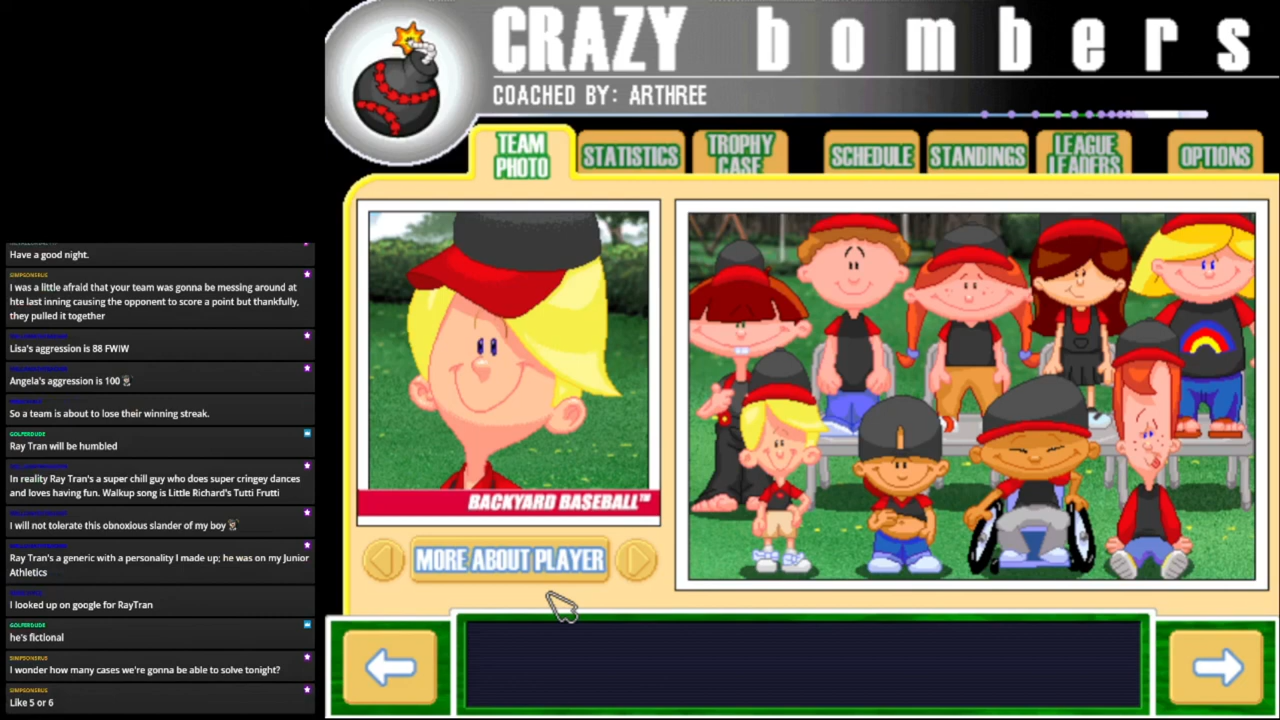 CRAZY bombers
COACHED BY: ARTHREE
TEAM PHOTO
STATISTICS
TROPHY CASE
SCHEDULE
STANDINGS
LEAGUE LEADERS
OPTIONS
Have a good night.
SIMPSONSRUS
I was a little afraid that your team was gonna be messing around at
hte last inning causing the opponent to score a point but thankfully,
they pulled it together
Lisa's aggression is 88 FWIW
Angela's aggression is 100
So a team is about to lose their winning streak.
GOLFERDUDE
Ray Tran will be humbled
In reality Ray Tran's a super chill guy who does super cringey dances
and loves having fun. Walkup song is Little Richard's Tutti Frutti
I will not tolerate this obnoxious slander of my boy
Ray Tran's a generic with a personality I made up; he was on my Junior
Athletics
I looked up on google for RayTran
GOLFERDUDE
he's fictional
SIMPSONSRUS
I wonder how many cases we're gonna be able to solve tonight?
SIMPSONSRUS
Like 5 or 6
BACKYARD BASEBALL™
MORE ABOUT PLAYER